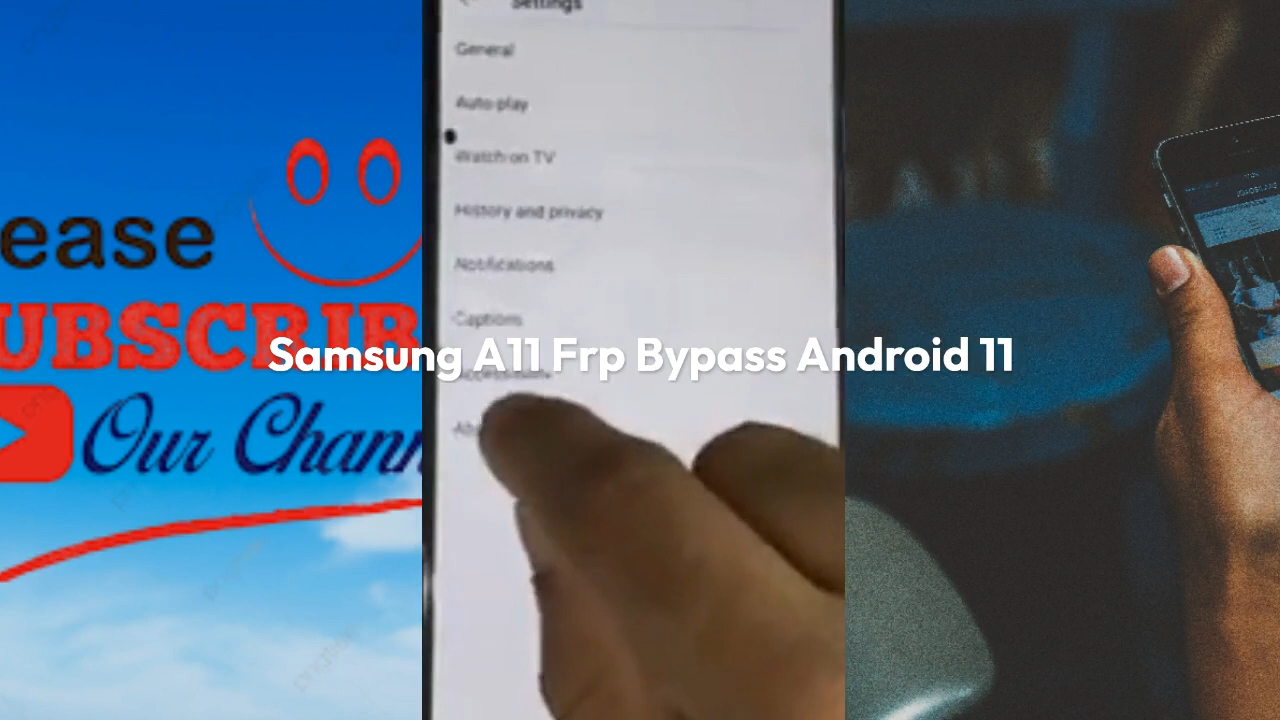 ease
UBSCRIB
Our Chann
Settings
General
Auto-play
Watch on TV
History and privacy
Notifications
Captions
Samsung A11 Frp Bypass Android 11